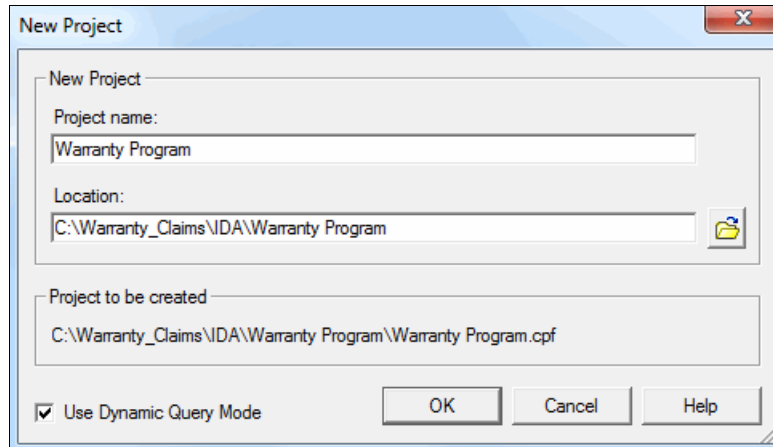 New Project
New Project
Project name:
Warranty Program
Location:
C:\Warranty_Claims\IDA\Warranty Program
Project to be created
C:\Warranty_Claims\IDA\Warranty Program\Warranty Program.cpf
Use Dynamic Query Mode
OK
Cancel
Help